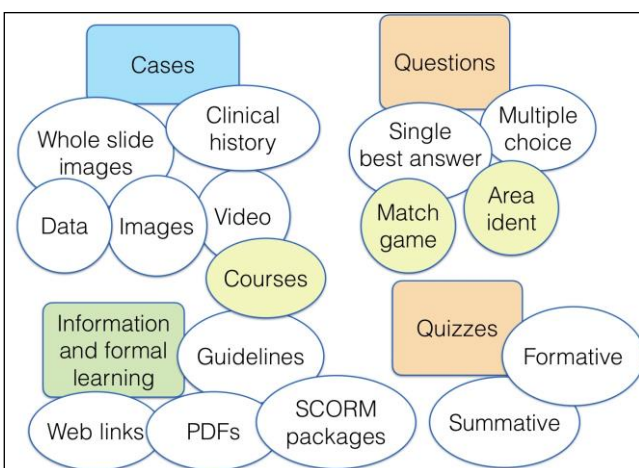 Cases
Clinical
history
Whole slide
images
Data
Images
Video
Courses
Information
and formal
learning
Guidelines
Web links
PDFs
SCORM
packages
Questions
Multiple
choice
Single
best answer
Match
game
Area
ident
Quizzes
Formative
Summative